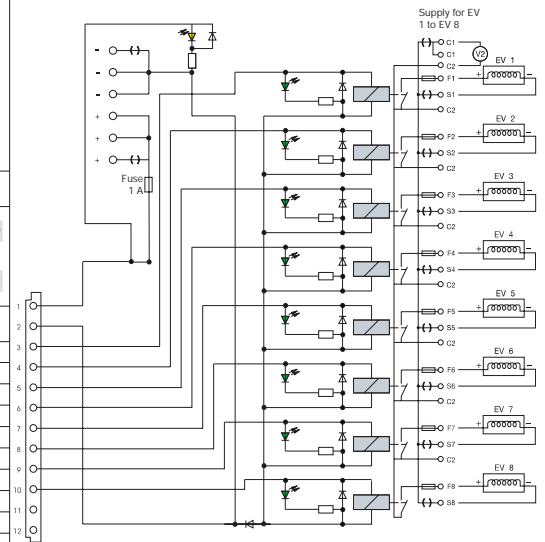 Supply for EV
1 to EV 8
C1
C1
V2
C2
EV 1
F1
+ -
S1
C2
EV 2
F2
+ -
S2
C2
EV 3
F3
+ -
S3
C2
EV 4
F4
+ -
S4
C2
EV 5
F5
+ -
S5
C2
EV 6
F6
+ -
S6
C2
EV 7
F7
+ -
S7
C2
EV 8
F8
+ -
S8
-
-
-
+
+
+
Fuse
1 A
1
2
3
4
5
6
7
8
9
10
11
12